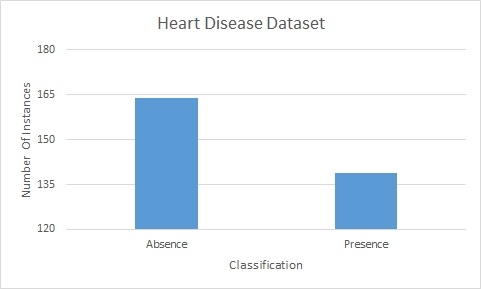 Heart Disease Dataset
180
165
150
135
120
Number Of Instances
Absence
Presence
Classification